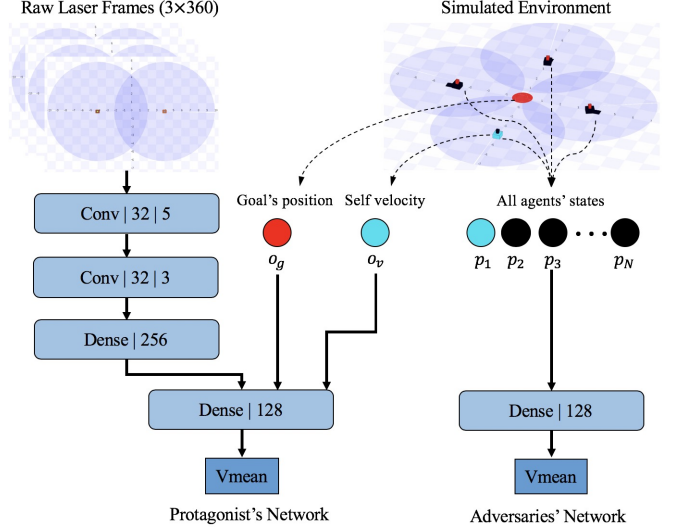 Raw Laser Frames (3×360)
Simulated Environment
Goal's position
Self velocity
All agents' states
Conv | 32 | 5
o_g
o_v
p_1
p_2
p_3
p_N
Conv | 32 | 3
Dense | 256
Dense | 128
Dense | 128
Vmean
Vmean
Protagonist's Network
Adversaries' Network